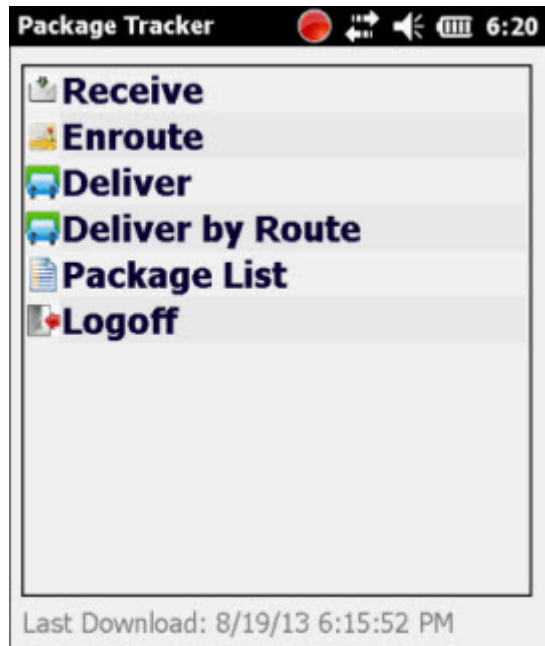 Package Tracker 6:20
Receive
Enroute
Deliver
Deliver by Route
Package List
Logoff
Last Download: 8/19/13 6:15:52 PM